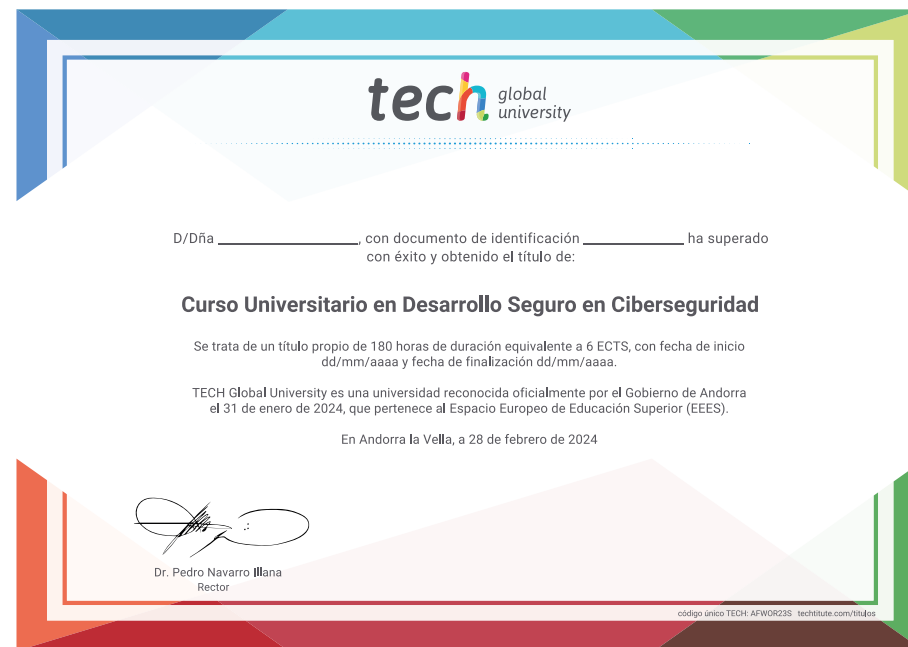 tech global university
D/Dña ____________________, con documento de identificación ______________ ha superado
con éxito y obtenido el título de:
Curso Universitario en Desarrollo Seguro en Ciberseguridad
Se trata de un título propio de 180 horas de duración equivalente a 6 ECTS, con fecha de inicio
dd/mm/aaaa y fecha de finalización dd/mm/aaaa.
TECH Global University es una universidad reconocida oficialmente por el Gobierno de Andorra
el 31 de enero de 2024, que pertenece al Espacio Europeo de Educación Superior (EEES).
En Andorra la Vella, a 28 de febrero de 2024
Dr. Pedro Navarro Illana
Rector
código único TECH: AFWOR23S techtitute.com/titulos